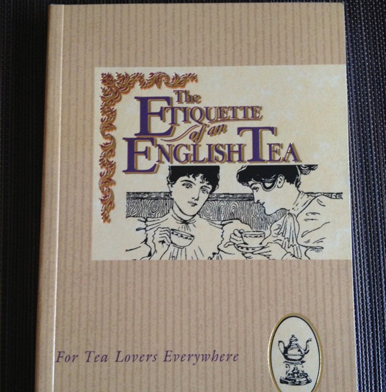 The
ETIQUETTE
of an
ENGLISH TEA
For Tea Lovers Everywhere